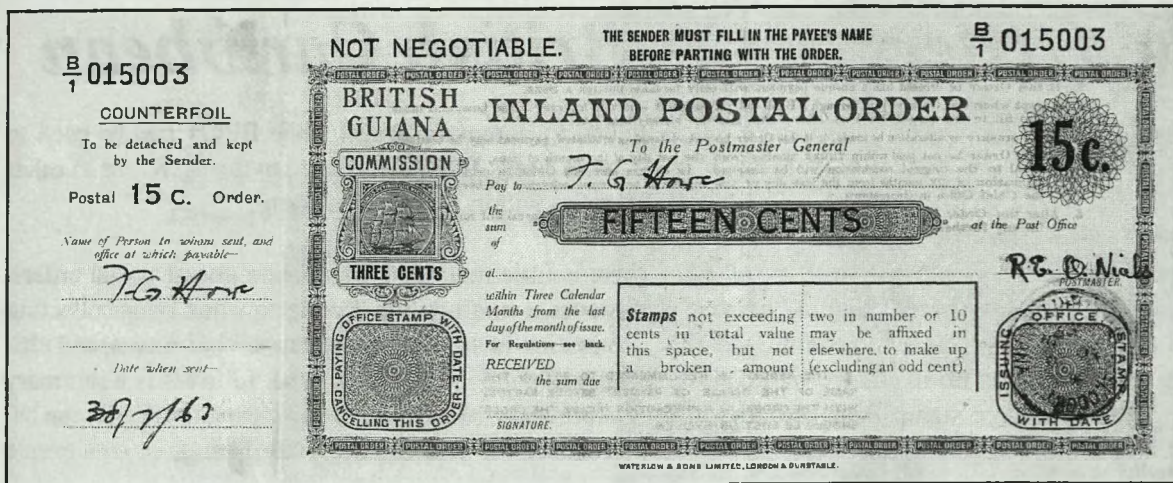 B/1 015003
COUNTERFOIL
To be detached and kept
by the Sender.
Postal 15 C. Order.
Name of Person to whom sent, and
office at which payable—
F G Howe
Date when sent—
NOT NEGOTIABLE.
THE SENDER MUST FILL IN THE PAYEE'S NAME
BEFORE PARTING WITH THE ORDER.
B/1 015003
BRITISH
GUIANA
COMMISSION
THREE CENTS
INLAND POSTAL ORDER
To the Postmaster General
15c.
Pay to F. G Howe
the
sum
of
FIFTEEN CENTS
at the Post Office
at
R.E. D.
POSTMASTER.
within Three Calendar
Months from the last
day of the month of issue.
For Regulations see back.
RECEIVED
the sum due
SIGNATURE.
Stamps not exceeding two in number or 10
cents in total value may be affixed in
this space, but not elsewhere, to make up
a broken amount (excluding an odd cent).
PAYING OFFICE STAMP WITH DATE
CANCELLING THIS ORDER
ISSUING OFFICE STAMP
WITH DATE
POSTAL ORDER
WATERLOW & SONS LIMITED, LONDON & DUNSTABLE.